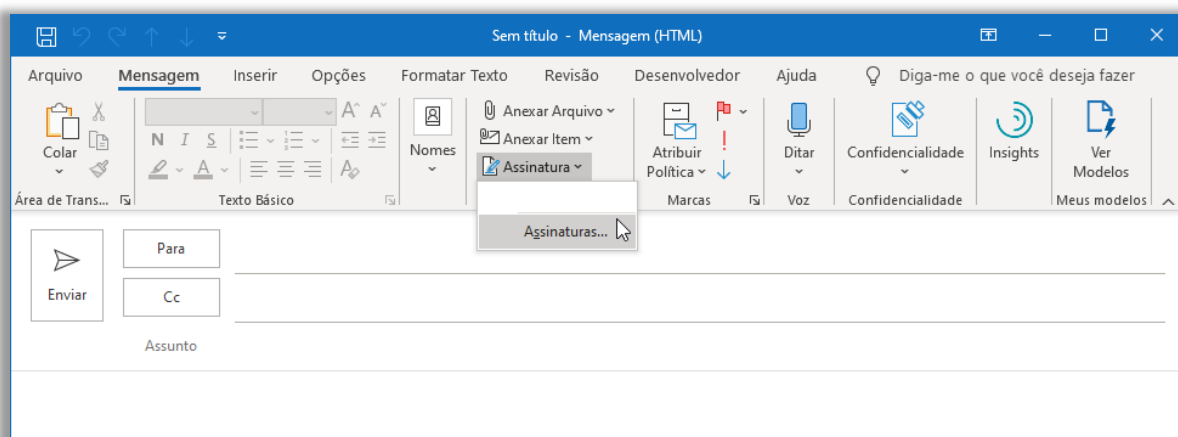 Sem título - Mensagem (HTML)
Arquivo Mensagem Inserir Opções Formatar Texto Revisão Desenvolvedor Ajuda Diga-me o que você deseja fazer
Colar
N I S
A A
Nomes
Anexar Arquivo
Anexar Item
Assinatura
Atribuir
Política
Ditar
Confidencialidade
Insights
Ver
Modelos
Área de Trans... Texto Básico Marcas Voz Confidencialidade Meus modelos
Assinaturas...
Enviar
Para
Cc
Assunto